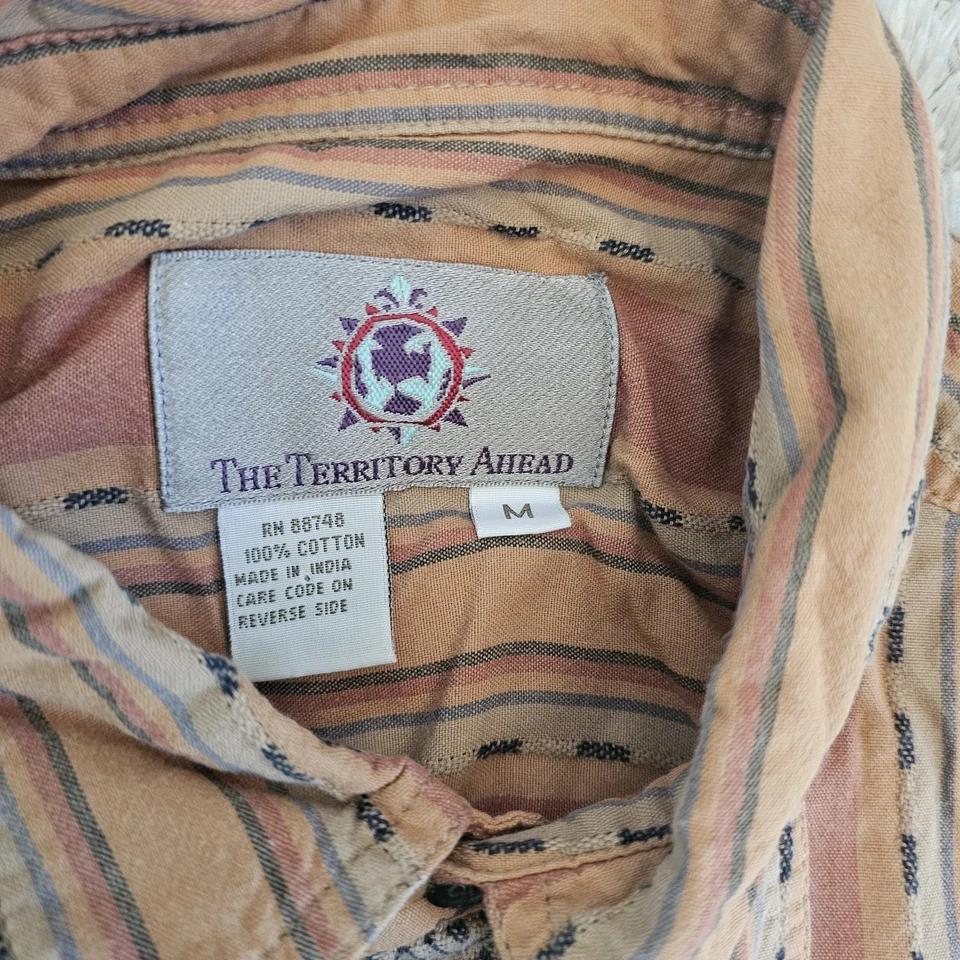 THE TERRITORY AHEAD
M
RN 88748
100% COTTON
MADE IN INDIA
CARE CODE ON
REVERSE SIDE